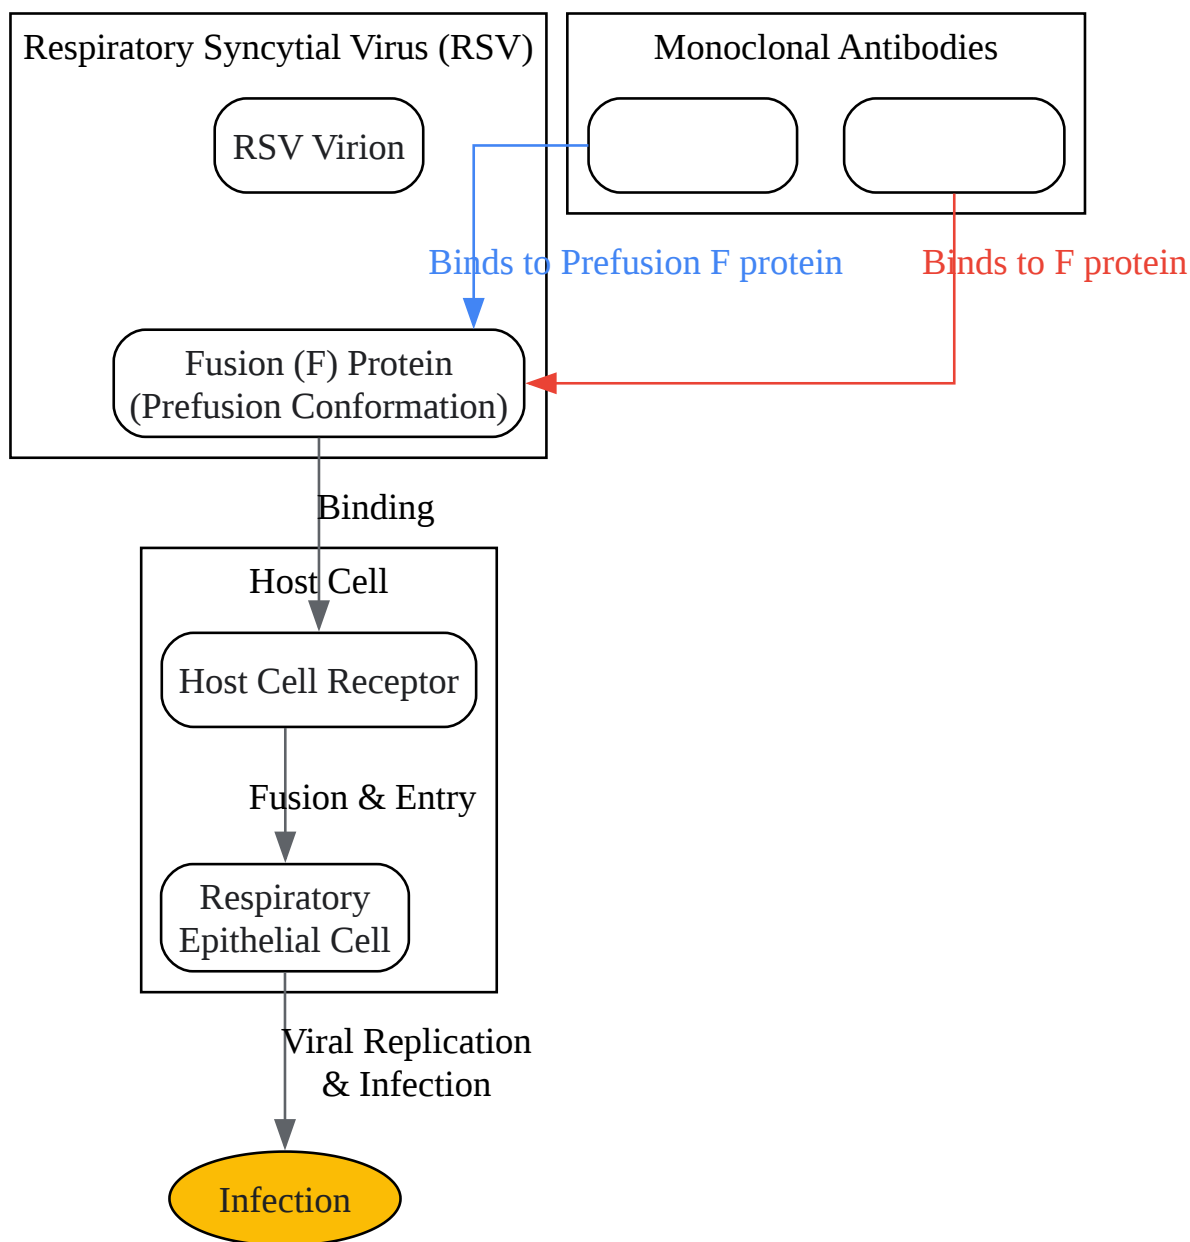 Respiratory Syncytial Virus (RSV)
Monoclonal Antibodies
RSV Virion
Binds to Prefusion F protein
Binds to F protein
Fusion (F) Protein
(Prefusion Conformation)
Binding
Host Cell
Host Cell Receptor
Fusion & Entry
Respiratory
Epithelial Cell
Viral Replication
& Infection
Infection